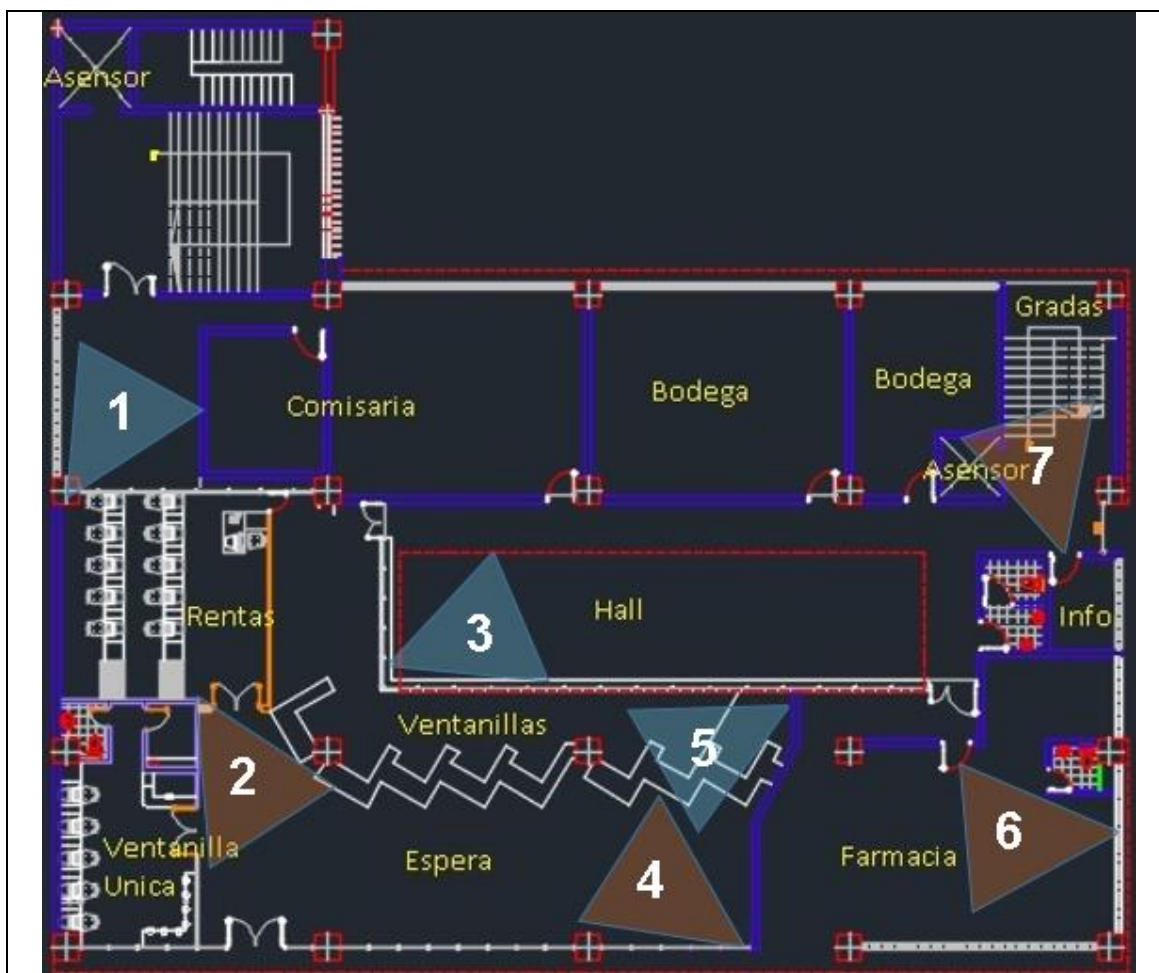 Asensor
Gradas
1
Comisaria
Bodega
Bodega
Asensor
7
Rentas
3
Hall
Info
Ventanillas
5
2
Ventanilla
Unica
Espera
4
Farmacia
6